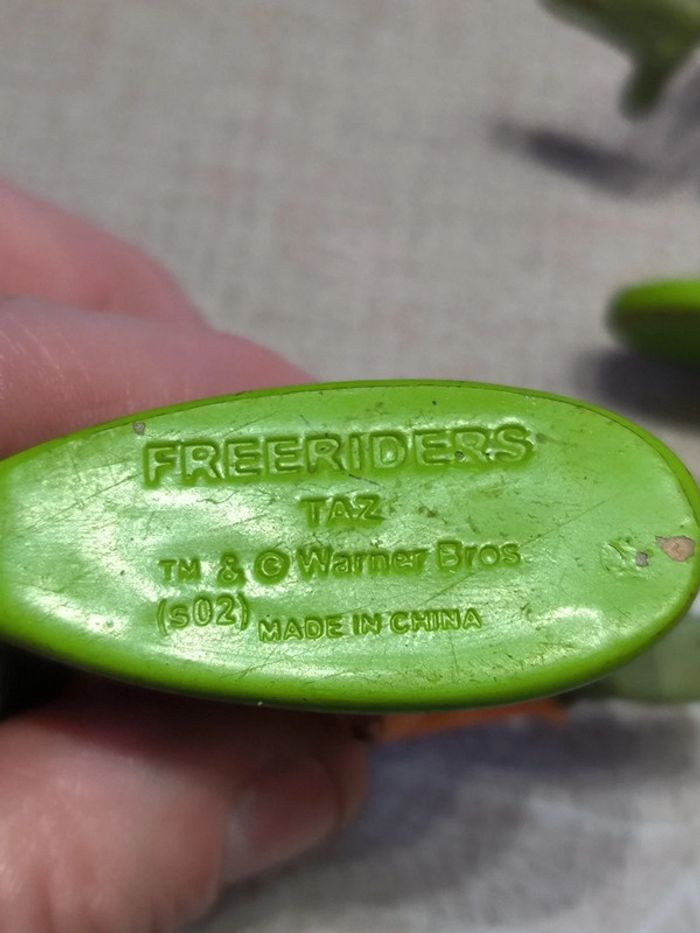 FREERIDERS
TAZ
TM & © Warner Bros.
(s02) MADE IN CHINA